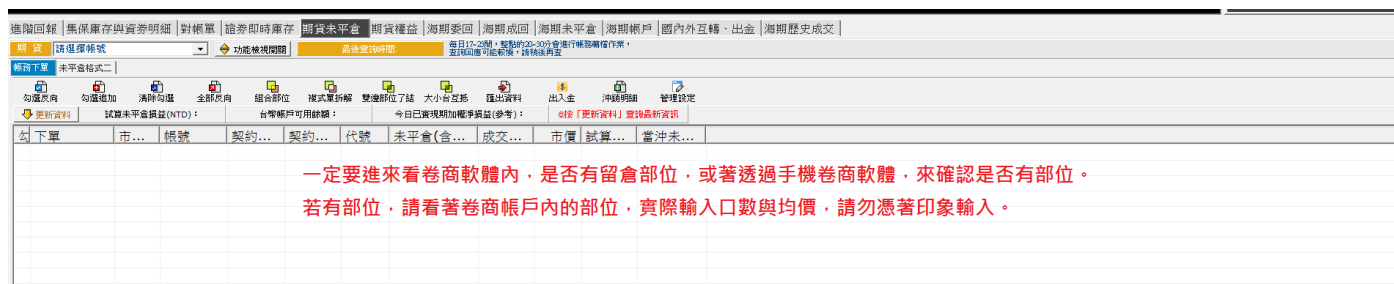 進階回報 集保庫存與資券明細 對帳單 證券即時庫存 期貨未平倉 期貨權益 海期委回 海期成回 海期未平倉 海期帳戶 國內外互轉、出金 海期歷史成交
期 貨 請選擇帳號 功能被視開關 最後查詢時間: 每日17-20間，整點的20-30分會進行帳務轉檔作業，
查詢回應可能較慢，請稍後再查
帳務下單 未平倉格式二
勾選反向 勾選追加 清除勾選 全部反向 組合部位 複式單拆解 雙邊部位了結 大小台互抵 匯出資料 出入金 沖銷明細 管理設定
更新資料 試算未平倉損益(NTD)： 台幣帳戶可用餘額： 今日已實現期加權淨損益(參考)： ◎按「更新資料」查詢最新資訊
勾 下單 市... 帳號 契約... 契約... 代號 未平倉(含... 成交... 市價 試算... 當沖未...
一定要進來看卷商軟體內，是否有留倉部位，或著透過手機卷商軟體，來確認是否有部位。
若有部位，請看著卷商帳戶內的部位，實際輸入口數與均價，請勿憑著印象輸入。